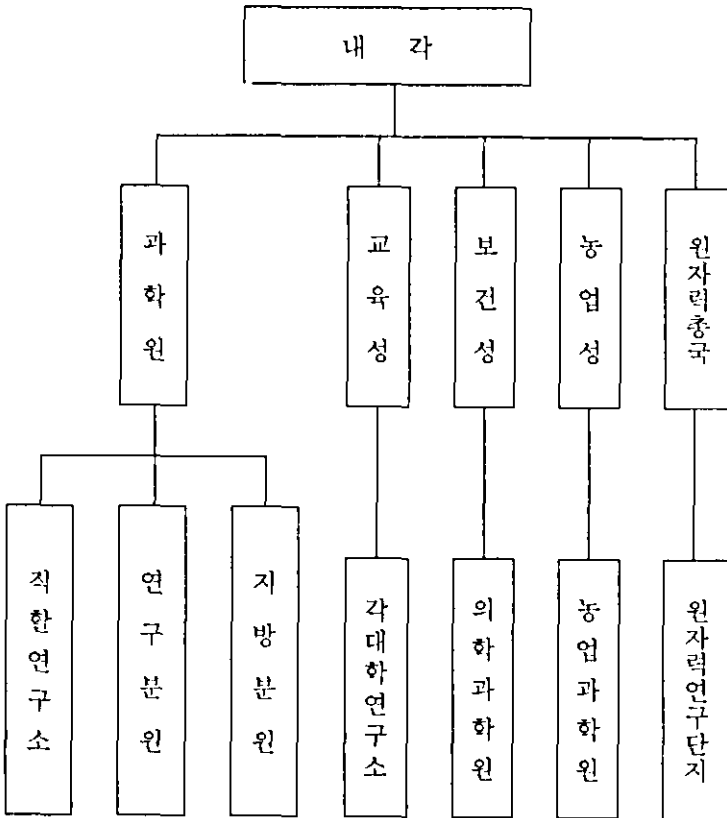 내 각
과학원
교육성
보건성
농업성
원자력총국
직할연구소
연구분원
지방분원
각대학연구소
의학과학원
농업과학원
원자력연구단지